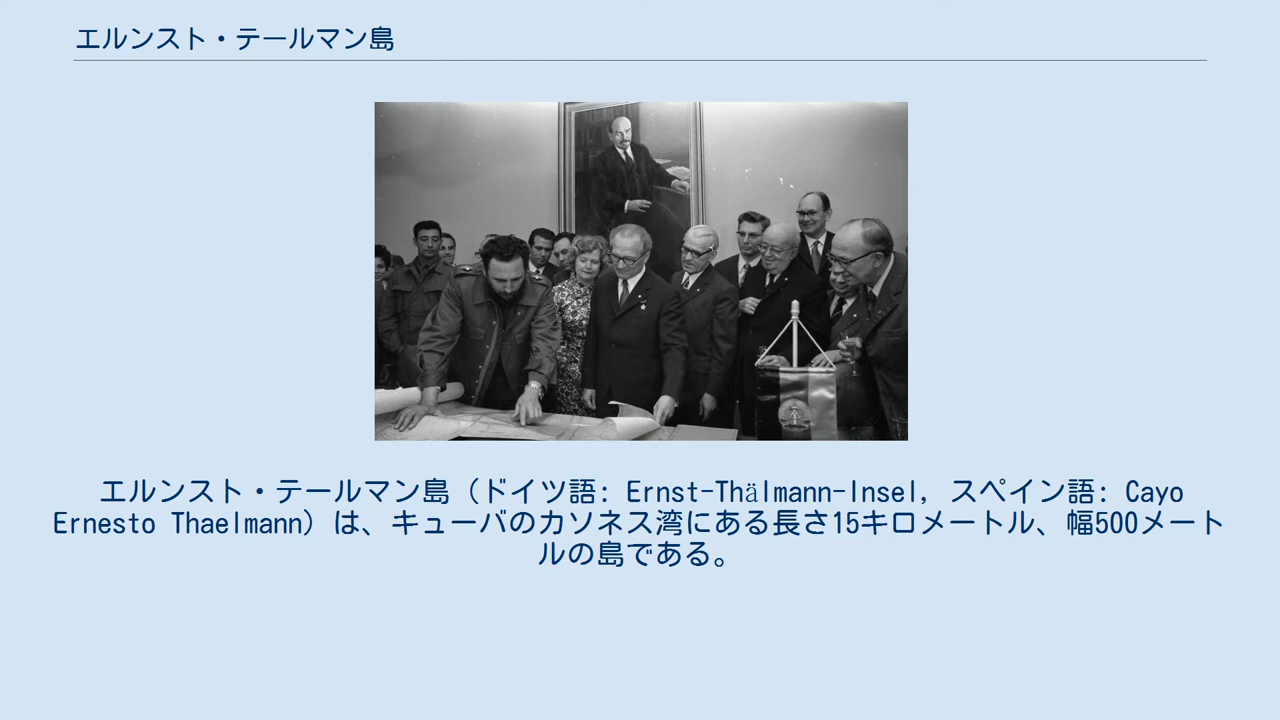 エルンスト・テールマン島
エルンスト・テールマン島（ドイツ語: Ernst-Thälmann-Insel, スペイン語: Cayo
Ernesto Thaelmann）は、キューバのカソネス湾にある長さ15キロメートル、幅500メート
ルの島である。